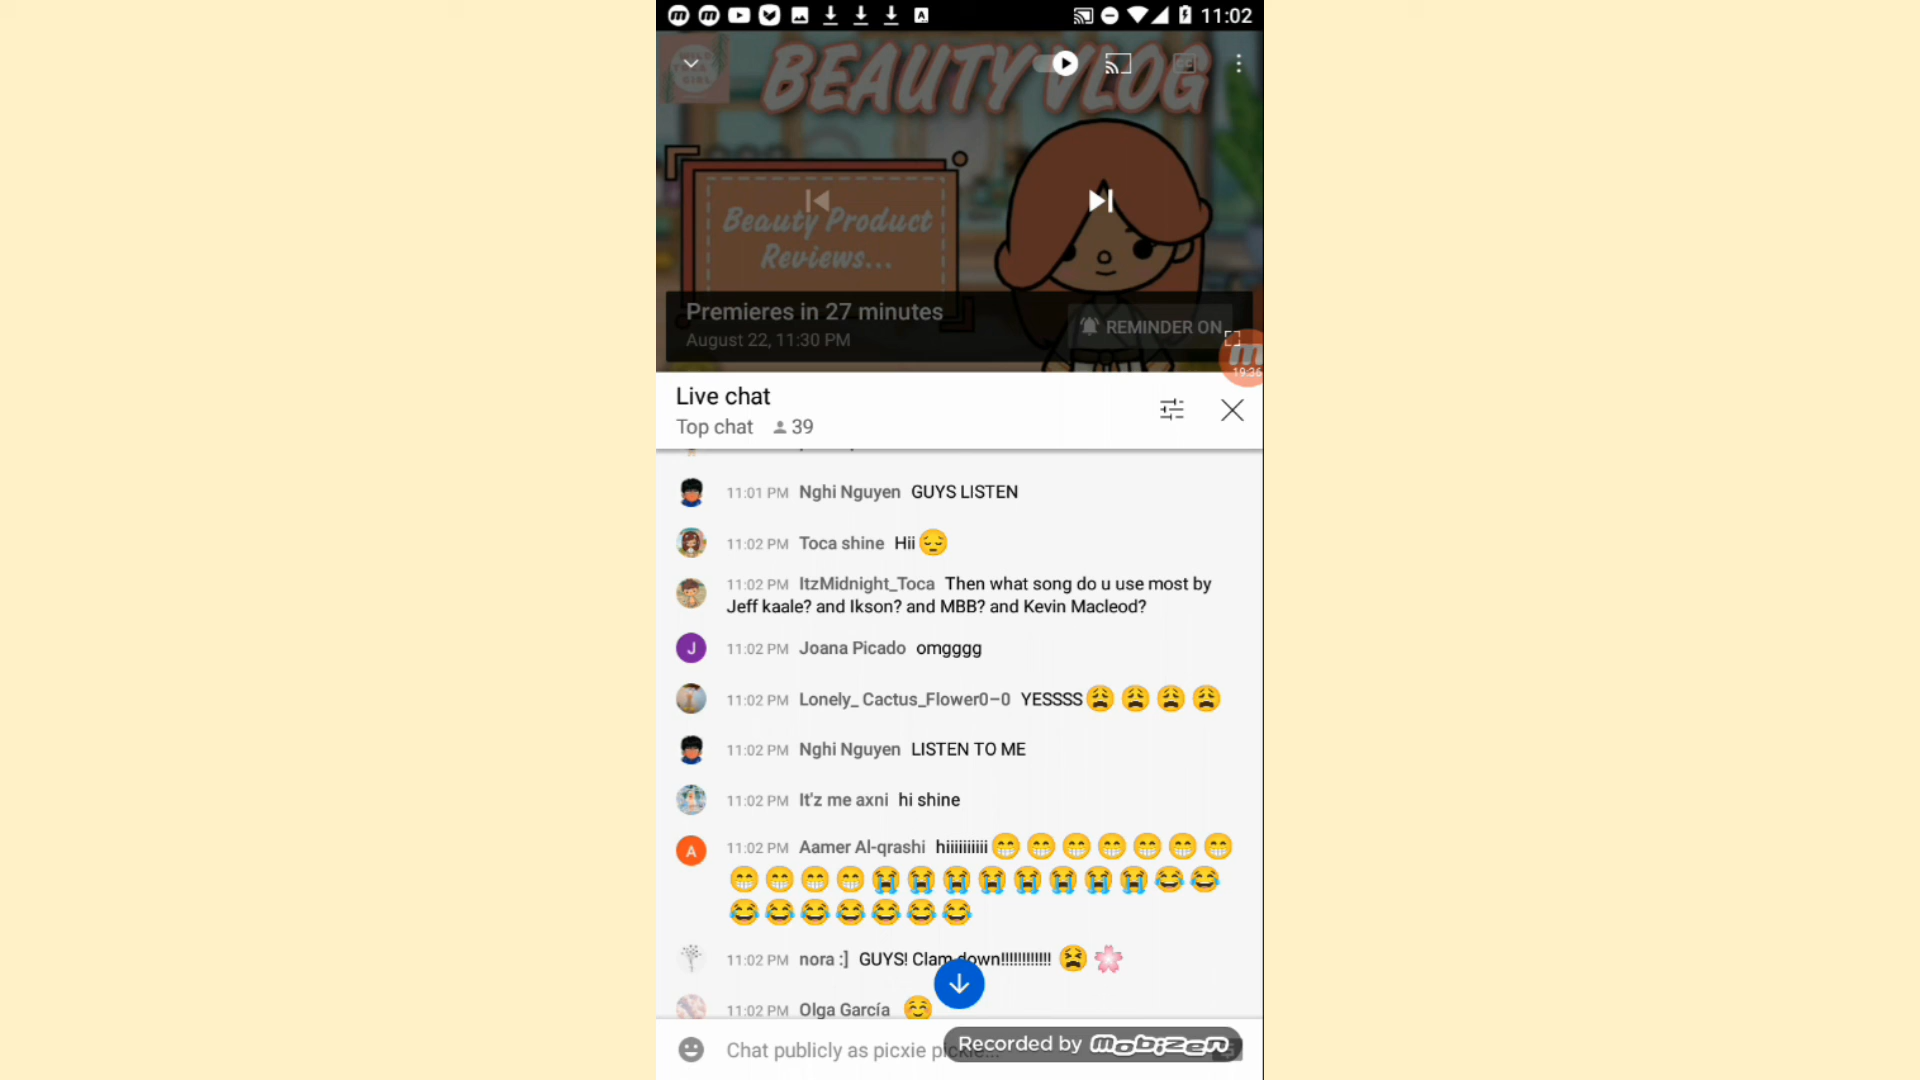 11:02
BEAUTY VLOG
Beauty Product
Reviews...
Premieres in 27 minutes
August 22, 11:30 PM
REMINDER ON
19:36
Live chat
Top chat 39
11:01 PM Nghi Nguyen GUYS LISTEN
11:02 PM Toca shine Hii😔
11:02 PM ItzMidnight_Toca Then what song do u use most by
Jeff kaale? and Ikson? and MBB? and Kevin Macleod?
J 11:02 PM Joana Picado omgggg
11:02 PM Lonely_ Cactus_Flower0–0 YESSSS😩😩😩😩
11:02 PM Nghi Nguyen LISTEN TO ME
11:02 PM It'z me axni hi shine
A 11:02 PM Aamer Al-qrashi hiiiiiiiiii😁😁😁😁😁😁😁
😁😁😁😁😭😭😭😭😭😭😭😭😂😂
😂😂😂😂😂😂😂
11:02 PM nora :] GUYS! Clam down!!!!!!!!!!!! 😫🌸
11:02 PM Olga García ☺️
Chat publicly as picxie
Recorded by mobizen